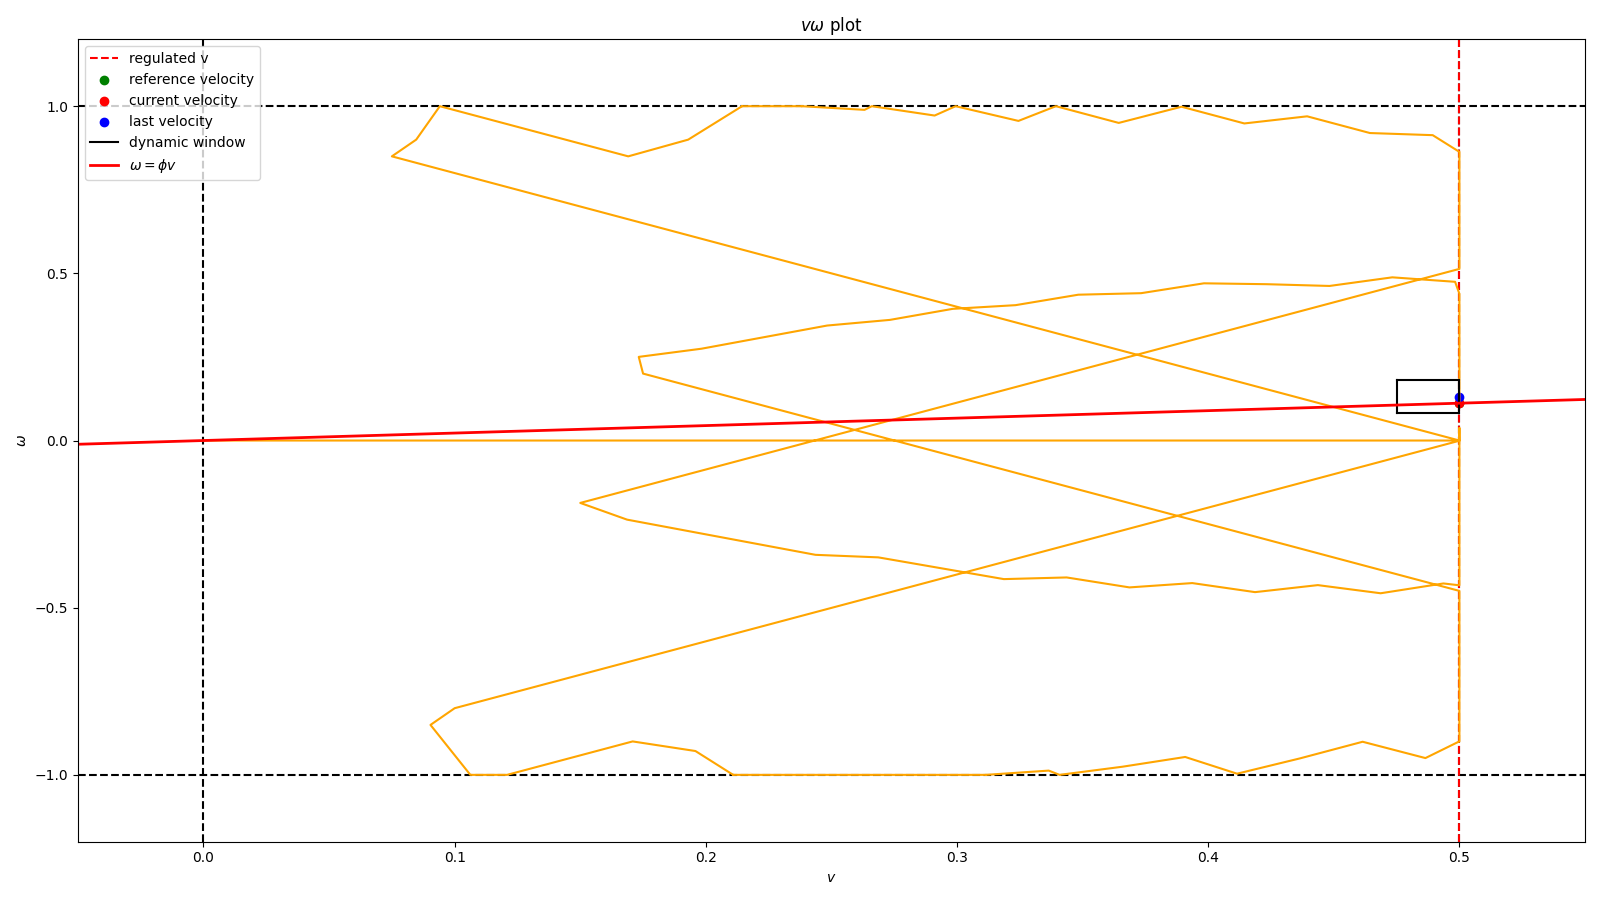 vω plot
regulated v
reference velocity
current velocity
last velocity
dynamic window
ω = ϕv
1.0
0.5
0.0
−0.5
−1.0
ω
0.0 0.1 0.2 0.3 0.4 0.5
v